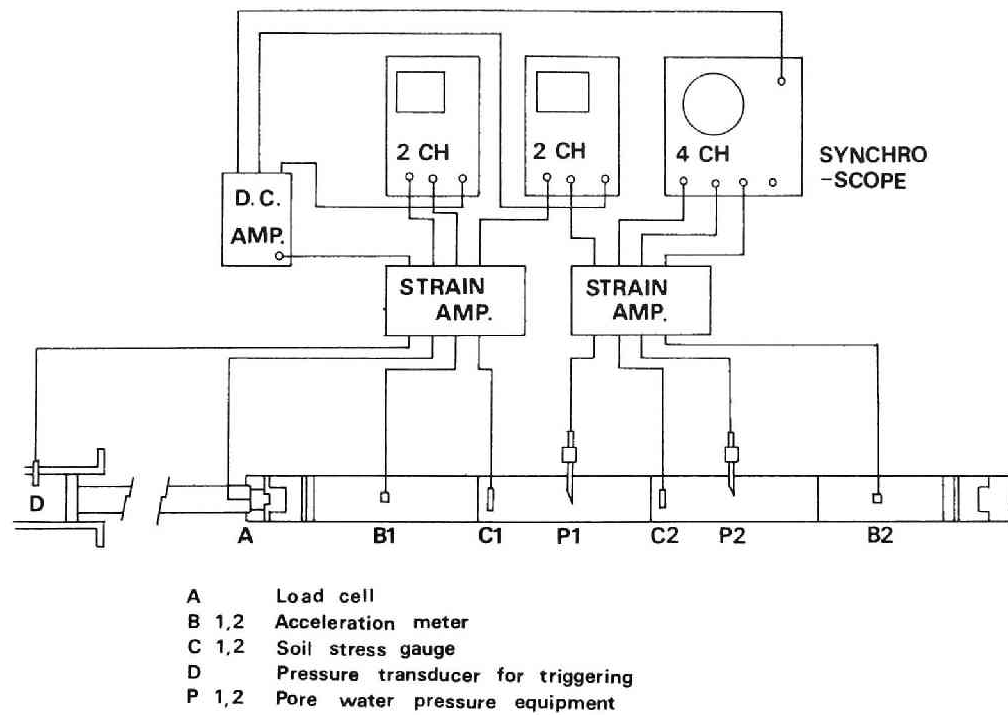 2 CH
2 CH
4 CH
SYNCHRO
-SCOPE
D.C.
AMP.
STRAIN
AMP.
STRAIN
AMP.
D
A
B1
C1
P1
C2
P2
B2
A Load cell
B 1,2 Acceleration meter
C 1,2 Soil stress gauge
D Pressure transducer for triggering
P 1,2 Pore water pressure equipment